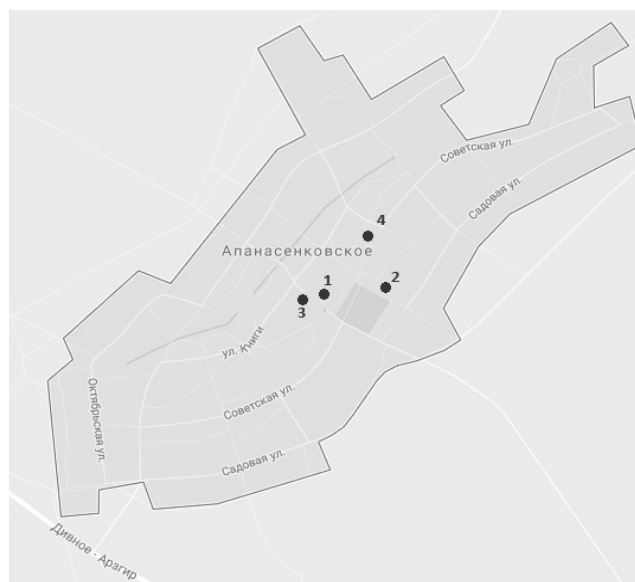 Советская ул.
Садовая ул.
4
Апанасенковское
2
1
3
ул. Книги
Октябрьская ул.
Советская ул.
Садовая ул.
Дивное - Арзгир